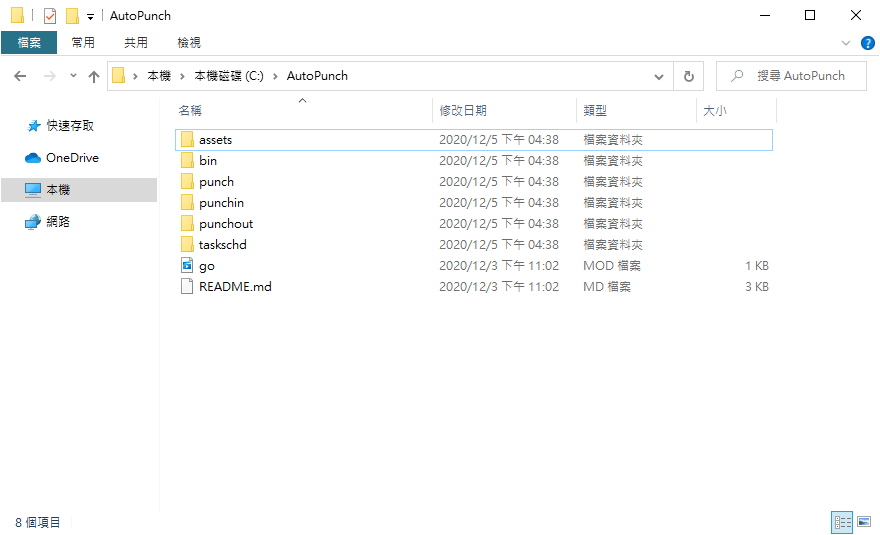 AutoPunch
檔案 常用 共用 檢視
本機 本機磁碟 (C:) AutoPunch 搜尋 AutoPunch
快速存取
OneDrive
本機
網路
名稱 修改日期 類型 大小
assets 2020/12/5 下午 04:38 檔案資料夾
bin 2020/12/5 下午 04:38 檔案資料夾
punch 2020/12/5 下午 04:38 檔案資料夾
punchin 2020/12/5 下午 04:38 檔案資料夾
punchout 2020/12/5 下午 04:38 檔案資料夾
taskschd 2020/12/5 下午 04:38 檔案資料夾
go 2020/12/3 下午 11:02 MOD 檔案 1 KB
README.md 2020/12/3 下午 11:02 MD 檔案 3 KB
8 個項目